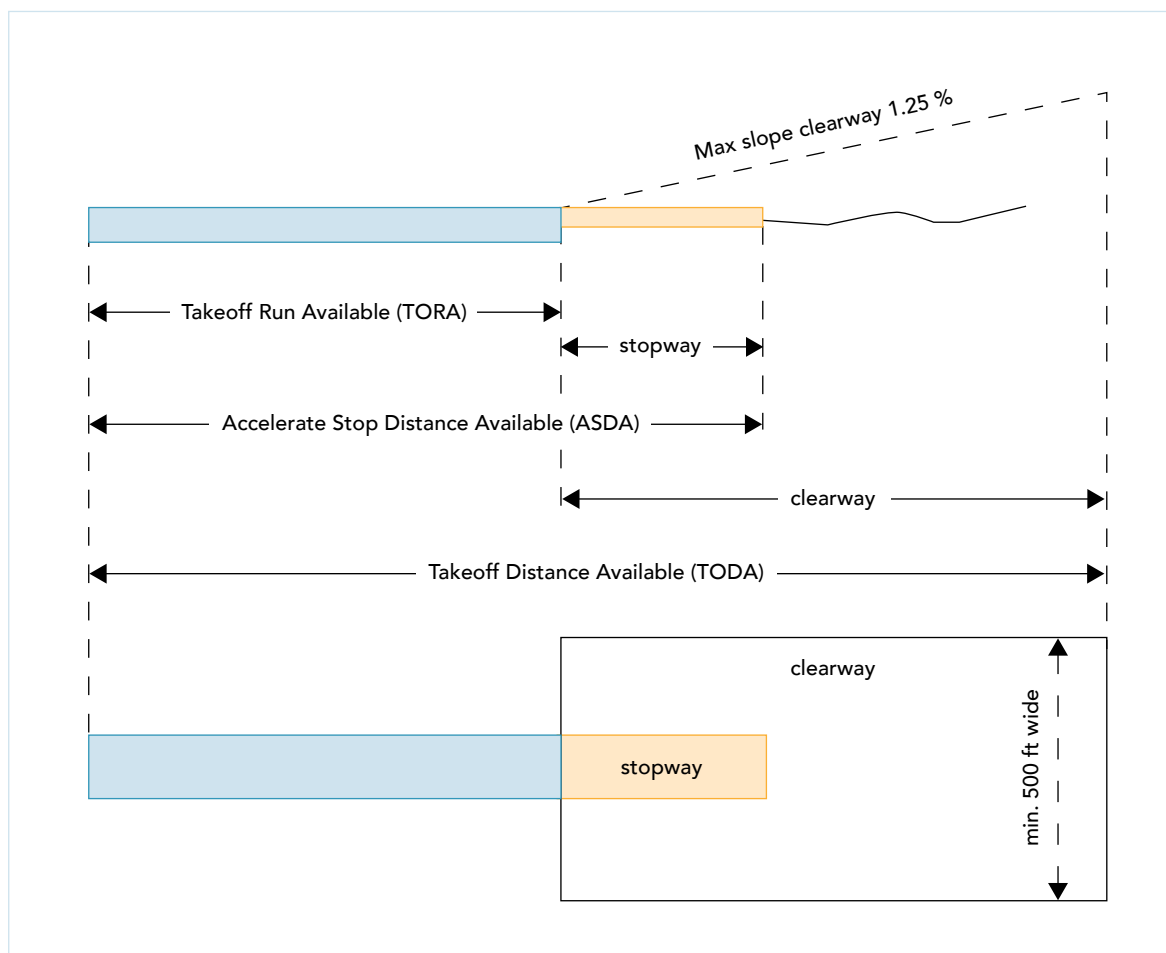 Max slope clearway 1.25 %
Takeoff Run Available (TORA)
stopway
Accelerate Stop Distance Available (ASDA)
clearway
Takeoff Distance Available (TODA)
clearway
min. 500 ft wide
stopway